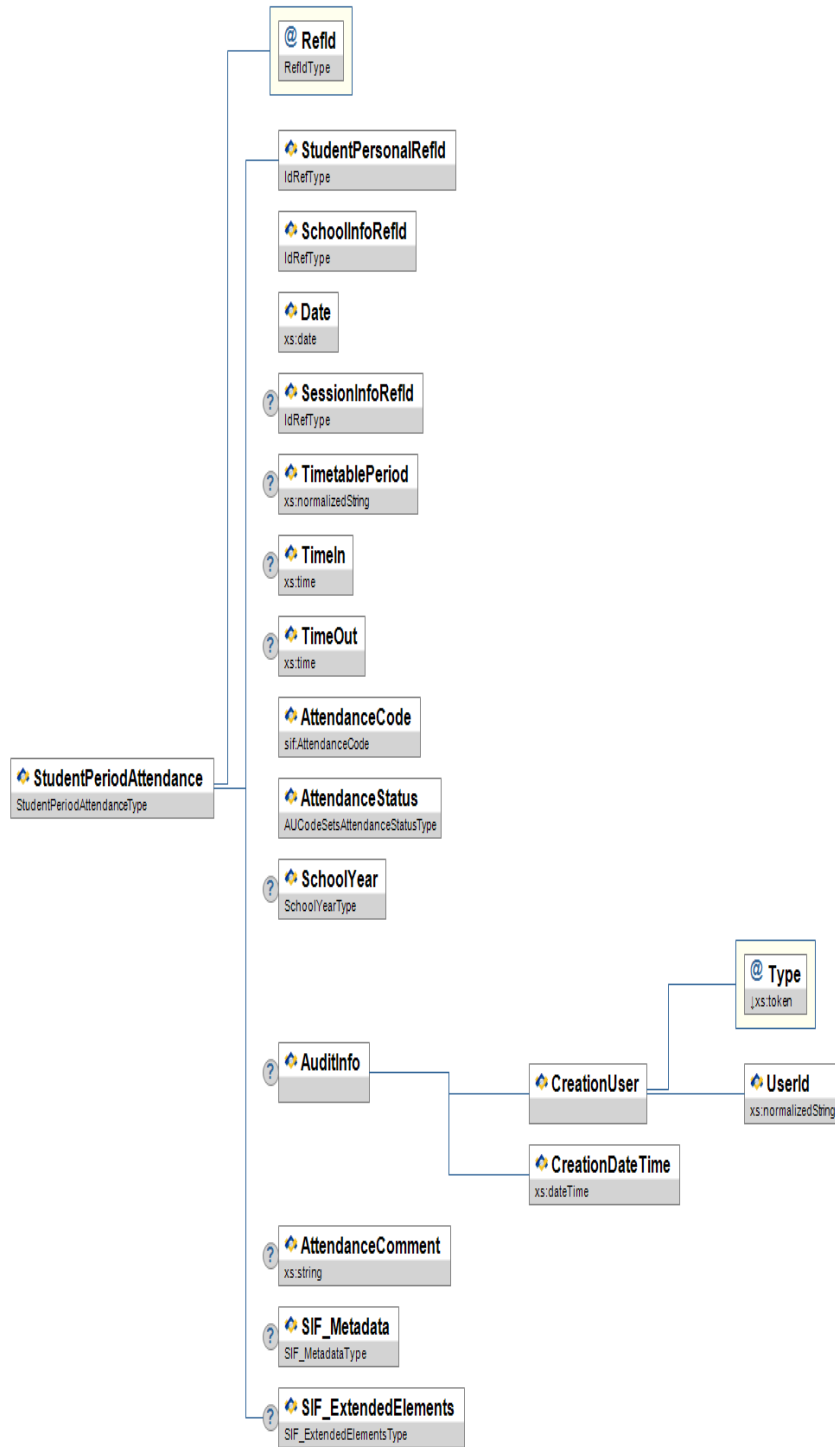 @ RefId
RefIdType
StudentPersonalRefId
IdRefType
SchoolInfoRefId
IdRefType
Date
xs:date
? SessionInfoRefId
IdRefType
? TimetablePeriod
xs:normalizedString
? TimeIn
xs:time
? TimeOut
xs:time
AttendanceCode
sif:AttendanceCode
StudentPeriodAttendance
StudentPeriodAttendanceType
AttendanceStatus
AUCodeSetsAttendanceStatusType
? SchoolYear
SchoolYearType
@ Type
↓xs:token
? AuditInfo
CreationUser
UserId
xs:normalizedString
CreationDateTime
xs:dateTime
? AttendanceComment
xs:string
? SIF_Metadata
SIF_MetadataType
? SIF_ExtendedElements
SIF_ExtendedElementsType